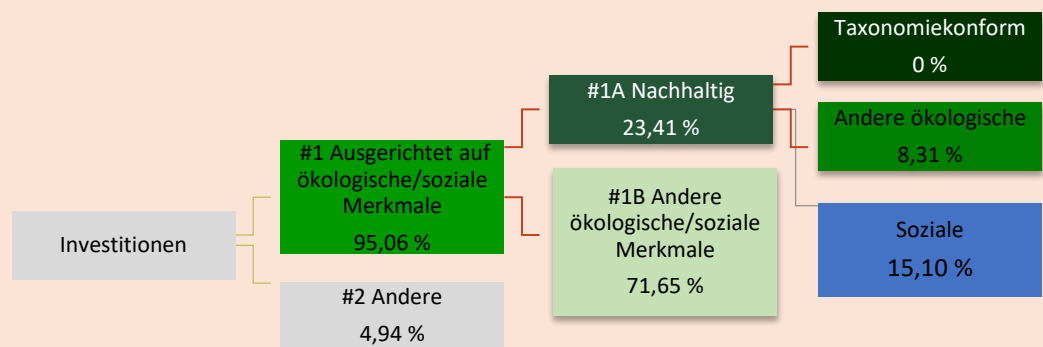 Investitionen
#1 Ausgerichtet auf
ökologische/soziale
Merkmale
95,06 %
#2 Andere
4,94 %
#1A Nachhaltig
23,41 %
#1B Andere
ökologische/soziale
Merkmale
71,65 %
Taxonomiekonform
0 %
Andere ökologische
8,31 %
Soziale
15,10 %